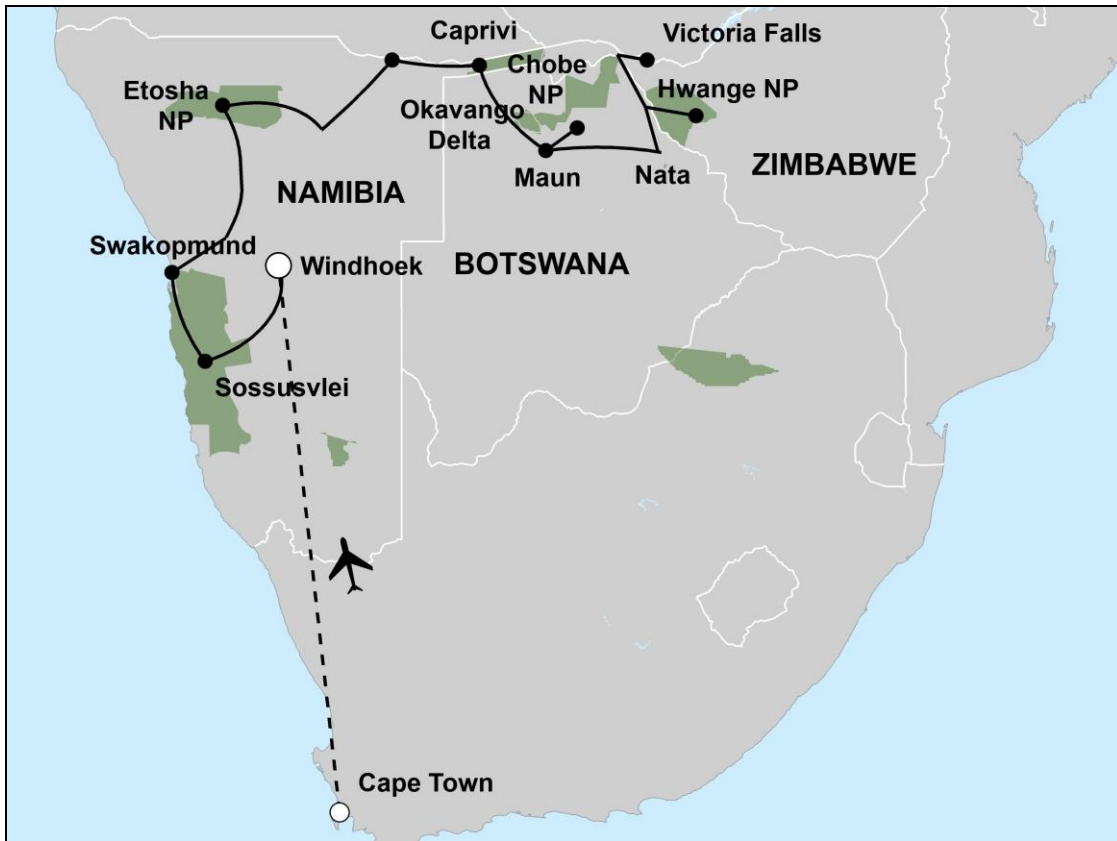 Caprivi
Victoria Falls
Etosha
NP
Chobe
NP
Hwange NP
Okavango
Delta
Maun
Nata
ZIMBABWE
NAMIBIA
Swakopmund
Windhoek
BOTSWANA
Sossusvlei
Cape Town